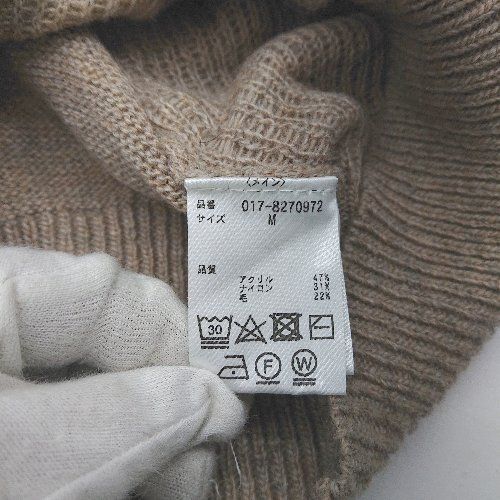 (メイン)
品番 017-8270972
サイズ M
品質
アクリル 47%
ナイロン 31%
毛 22%
30
F W